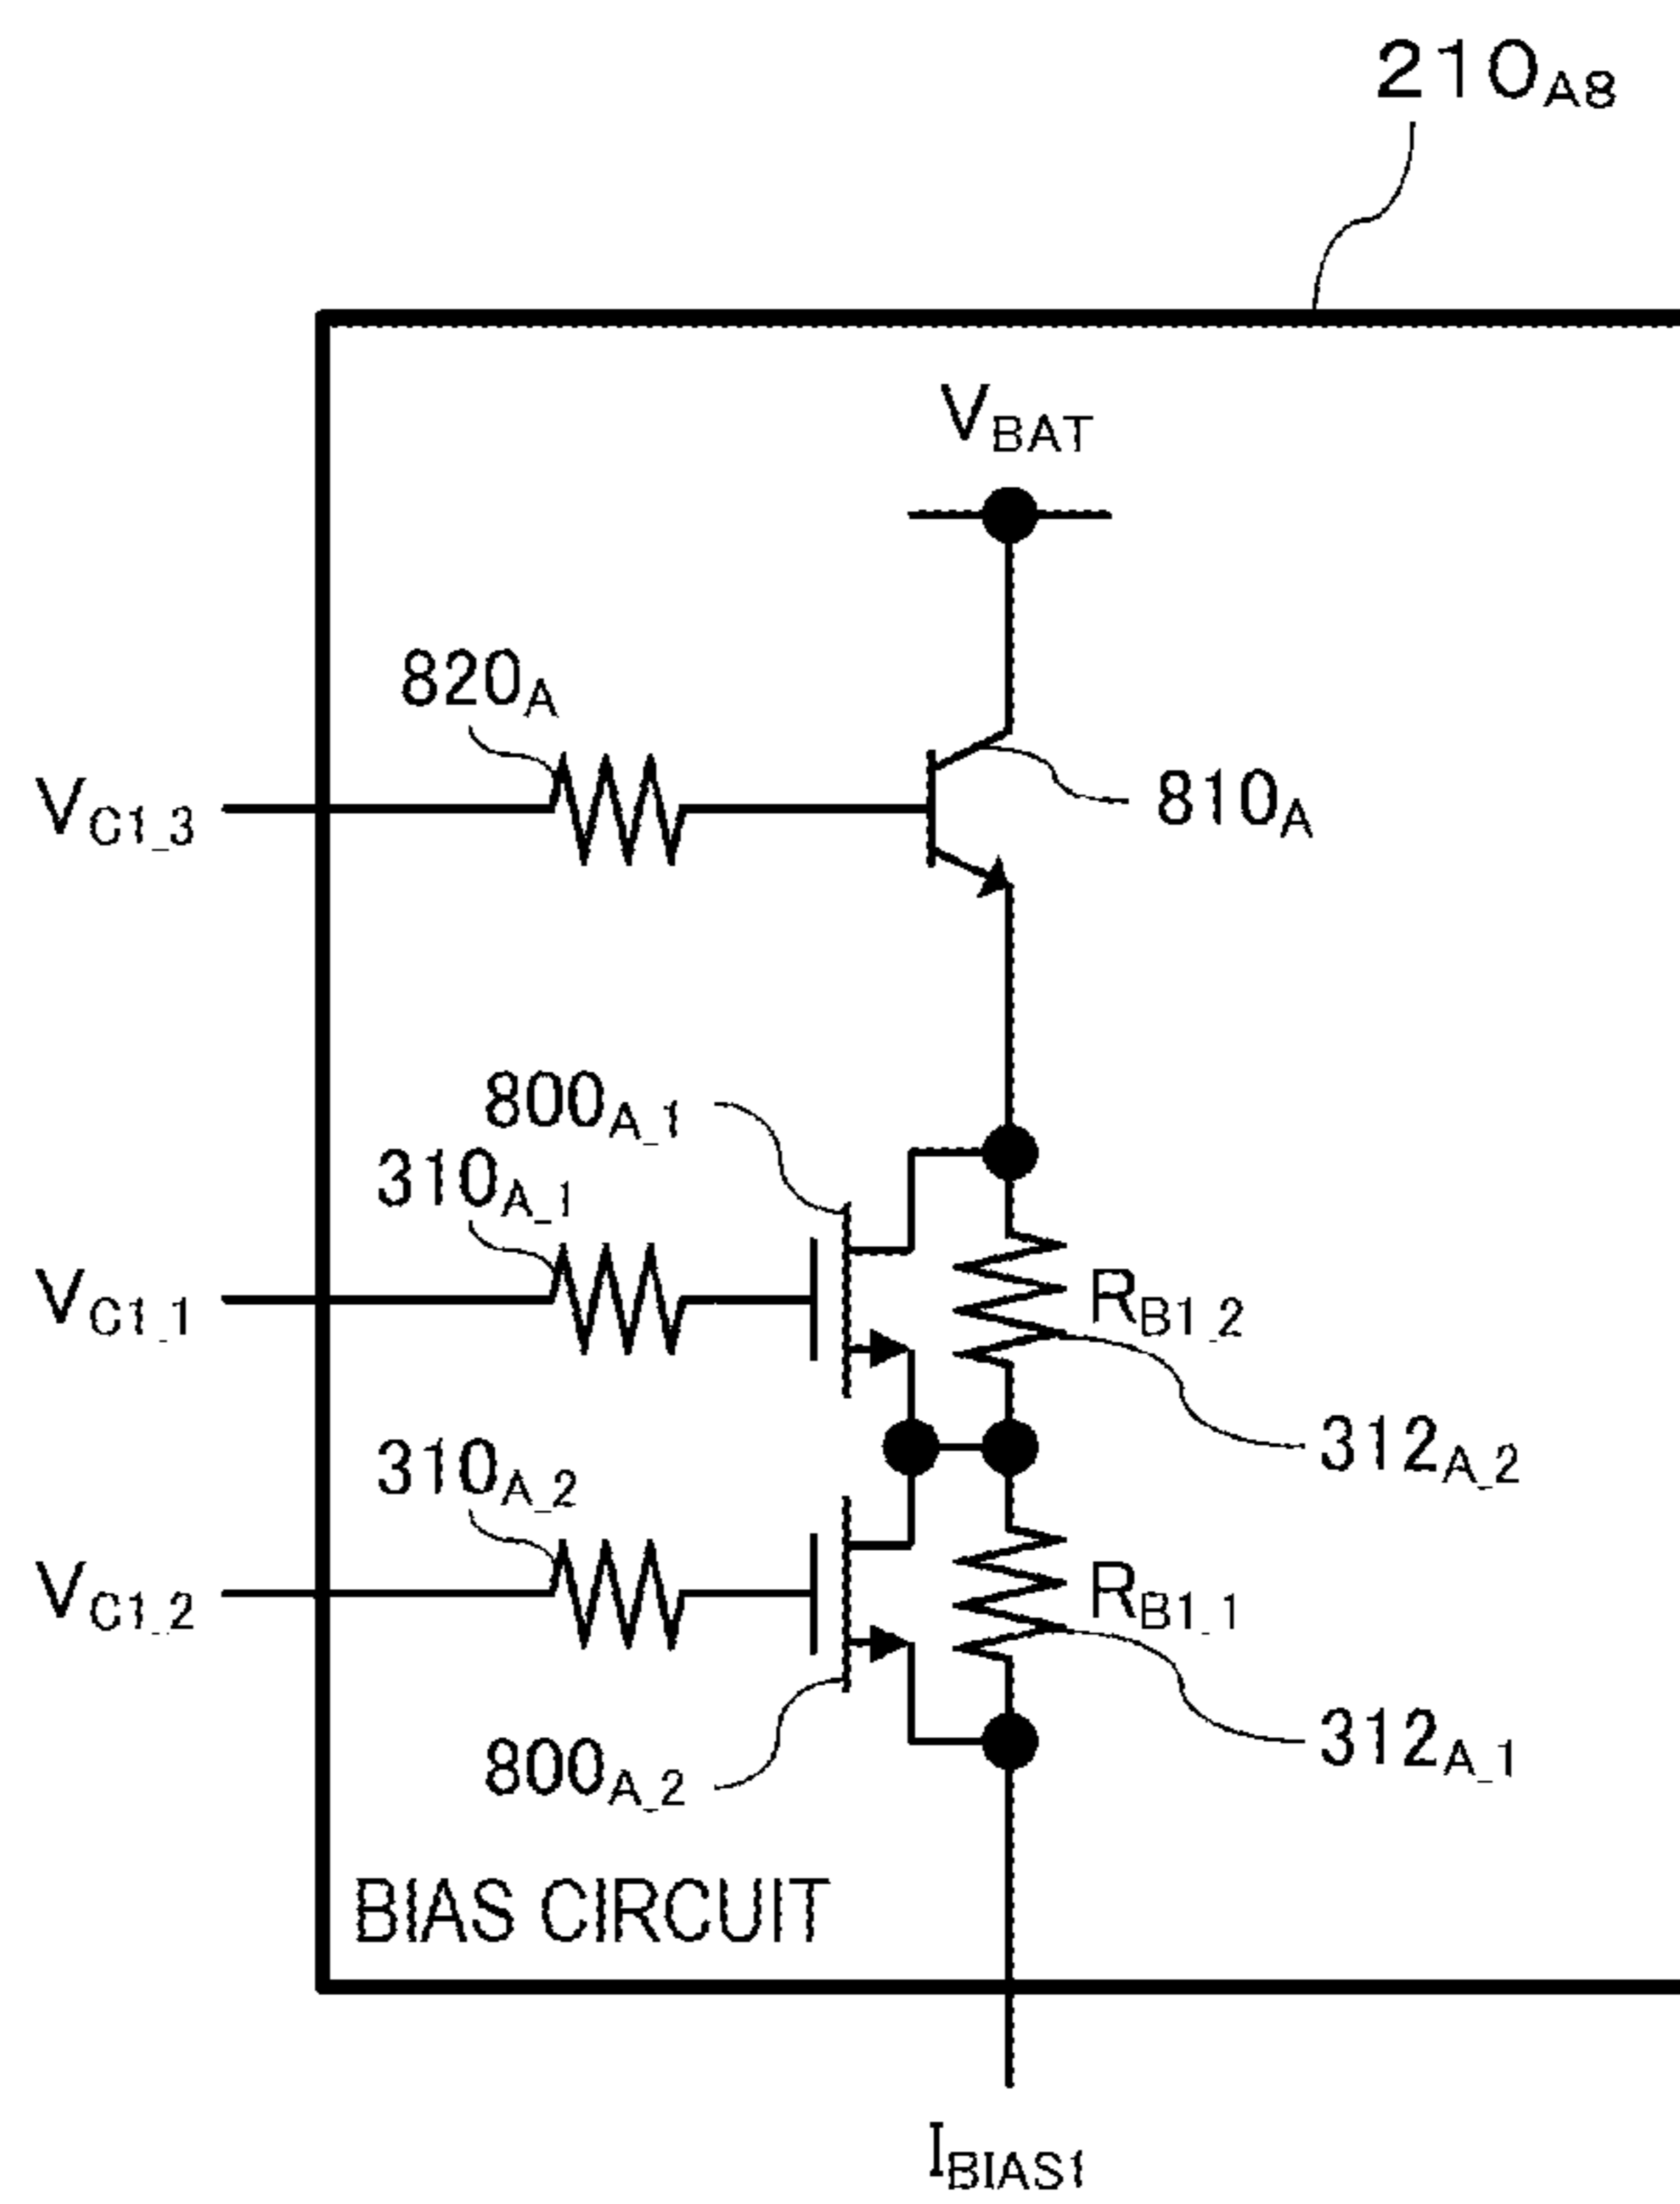 210A8
VBAT
820A
VC1_3
810A
800A_1
310A_1
VC1_1
RB1_2
312A_2
310A_2
VC1_2
RB1_1
312A_1
800A_2
BIAS CIRCUIT
IBIAS1